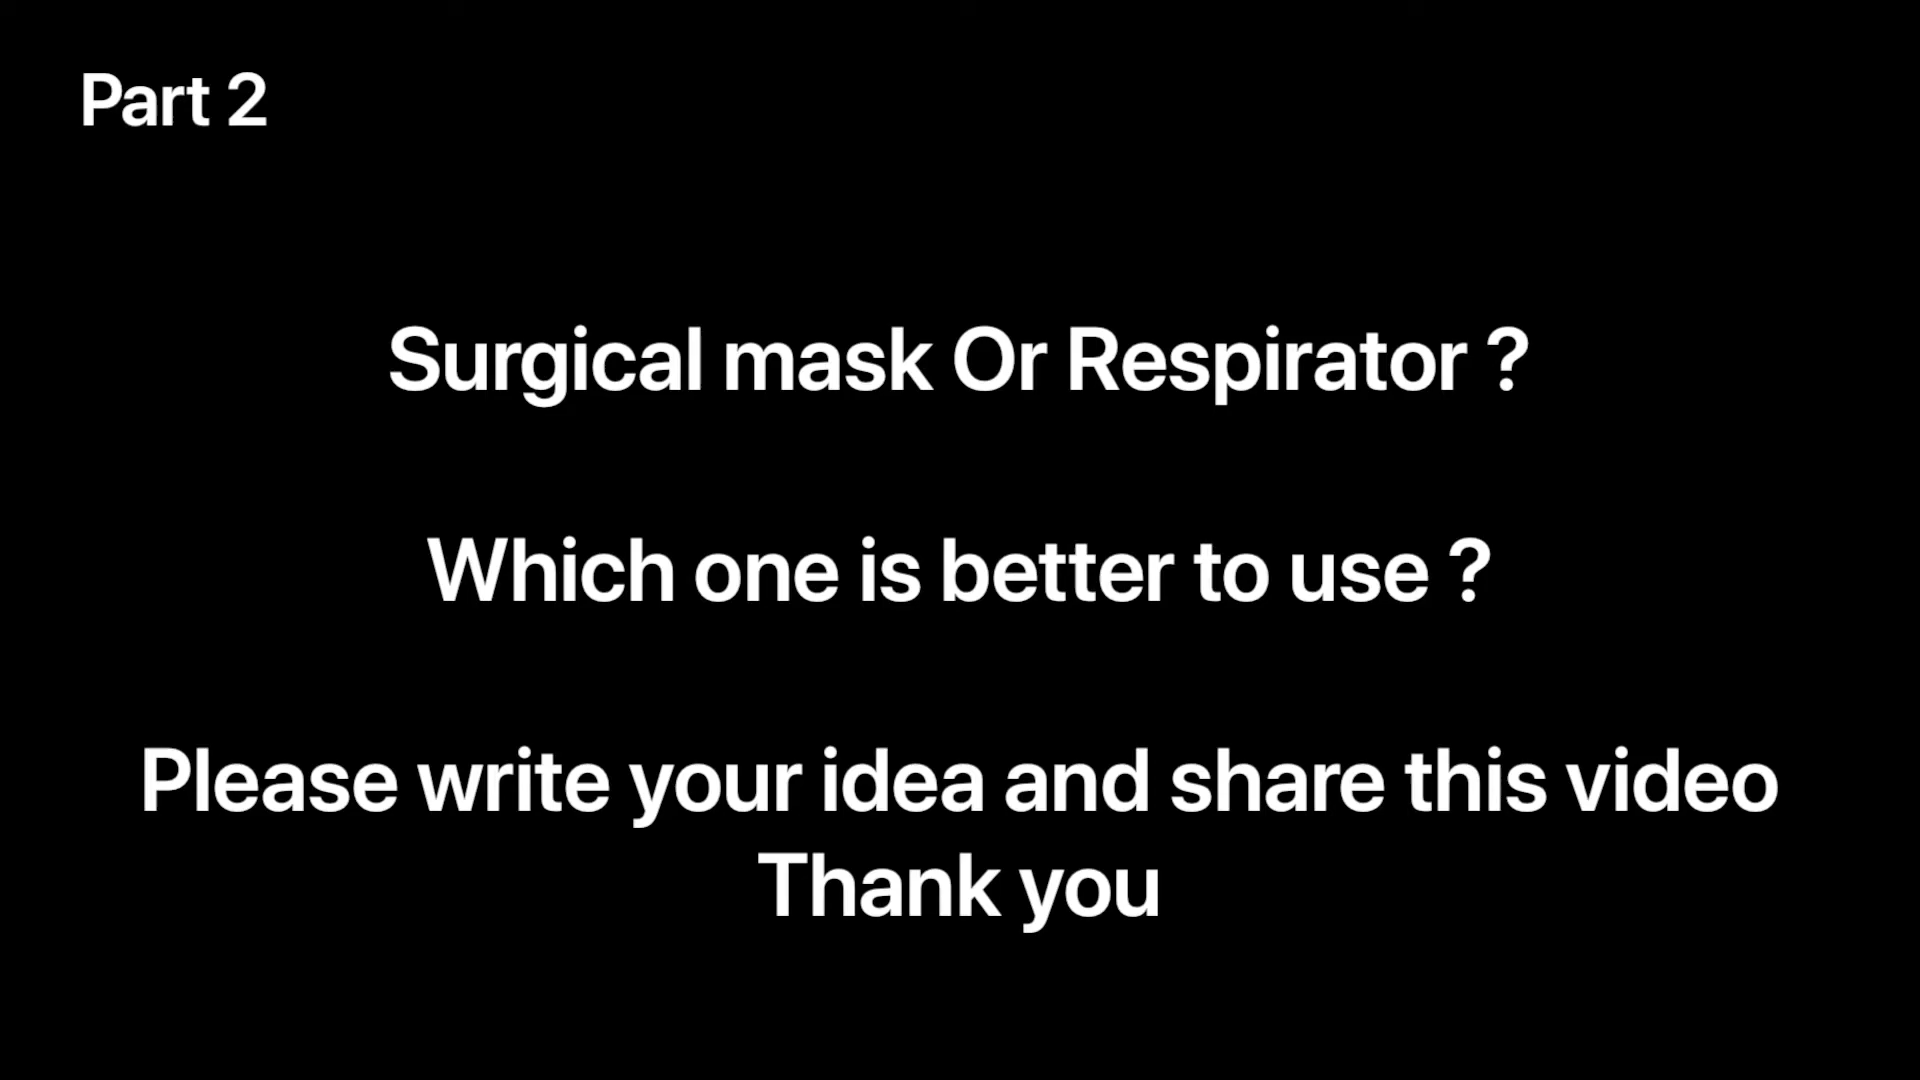 Part 2
Surgical mask Or Respirator ?
Which one is better to use ?
Please write your idea and share this video
Thank you